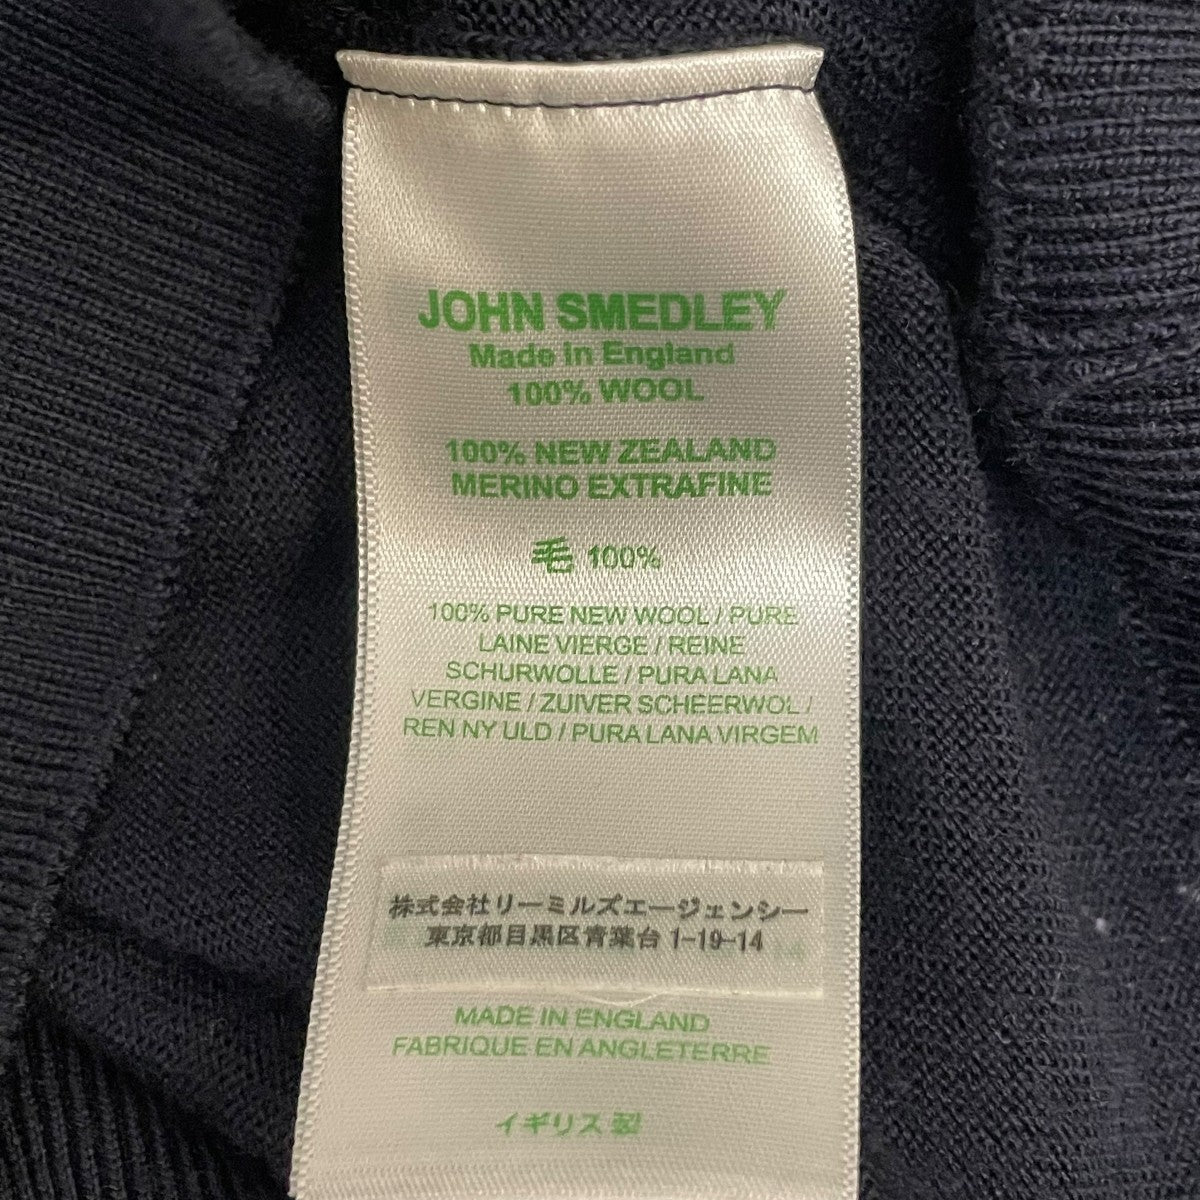 JOHN SMEDLEY
Made in England
100% WOOL
100% NEW ZEALAND
MERINO EXTRAFINE
毛 100%
100% PURE NEW WOOL / PURE
LAINE VIERGE / REINE
SCHURWOLLE / PURA LANA
VERGINE / ZUIVER SCHEERWOL /
REN NY ULD / PURA LANA VIRGEM
株式会社リーミルズエージェンシー
東京都目黒区青葉台 1-19-14
MADE IN ENGLAND
FABRIQUE EN ANGLETERRE
イギリス 製